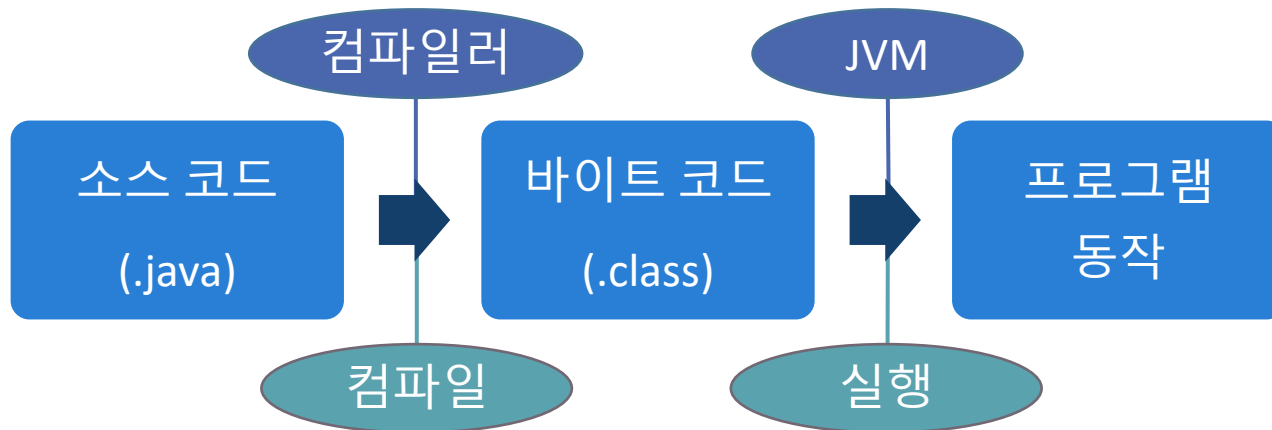 컴파일러
JVM
소스 코드
(.java)
바이트 코드
(.class)
프로그램
동작
컴파일
실행